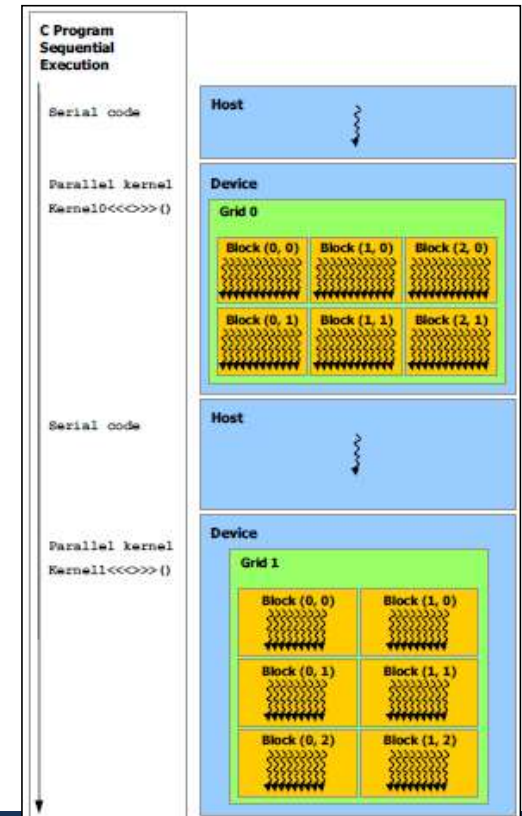 C Program
Sequential
Execution
Serial code
Host
Parallel kernel
Kernel0<<<>>>()
Device
Grid 0
Block (0, 0) Block (1, 0) Block (2, 0)
Block (0, 1) Block (1, 1) Block (2, 1)
Serial code
Host
Parallel kernel
Kernel1<<<>>>()
Device
Grid 1
Block (0, 0) Block (1, 0)
Block (0, 1) Block (1, 1)
Block (0, 2) Block (1, 2)